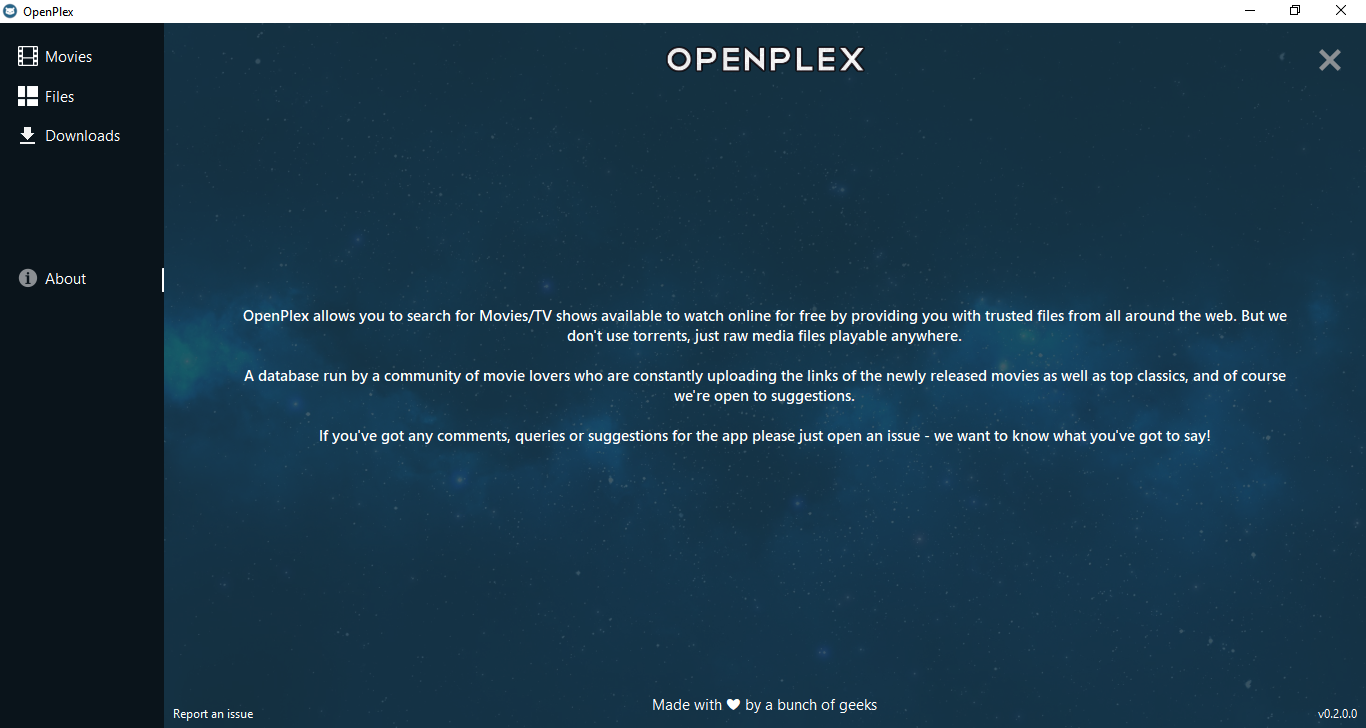 OpenPlex
Movies
Files
Downloads
About
OPENPLEX
OpenPlex allows you to search for Movies/TV shows available to watch online for free by providing you with trusted files from all around the web. But we
don't use torrents, just raw media files playable anywhere.
A database run by a community of movie lovers who are constantly uploading the links of the newly released movies as well as top classics, and of course
we're open to suggestions.
If you've got any comments, queries or suggestions for the app please just open an issue - we want to know what you've got to say!
Made with ♥ by a bunch of geeks
Report an issue
v0.2.0.0